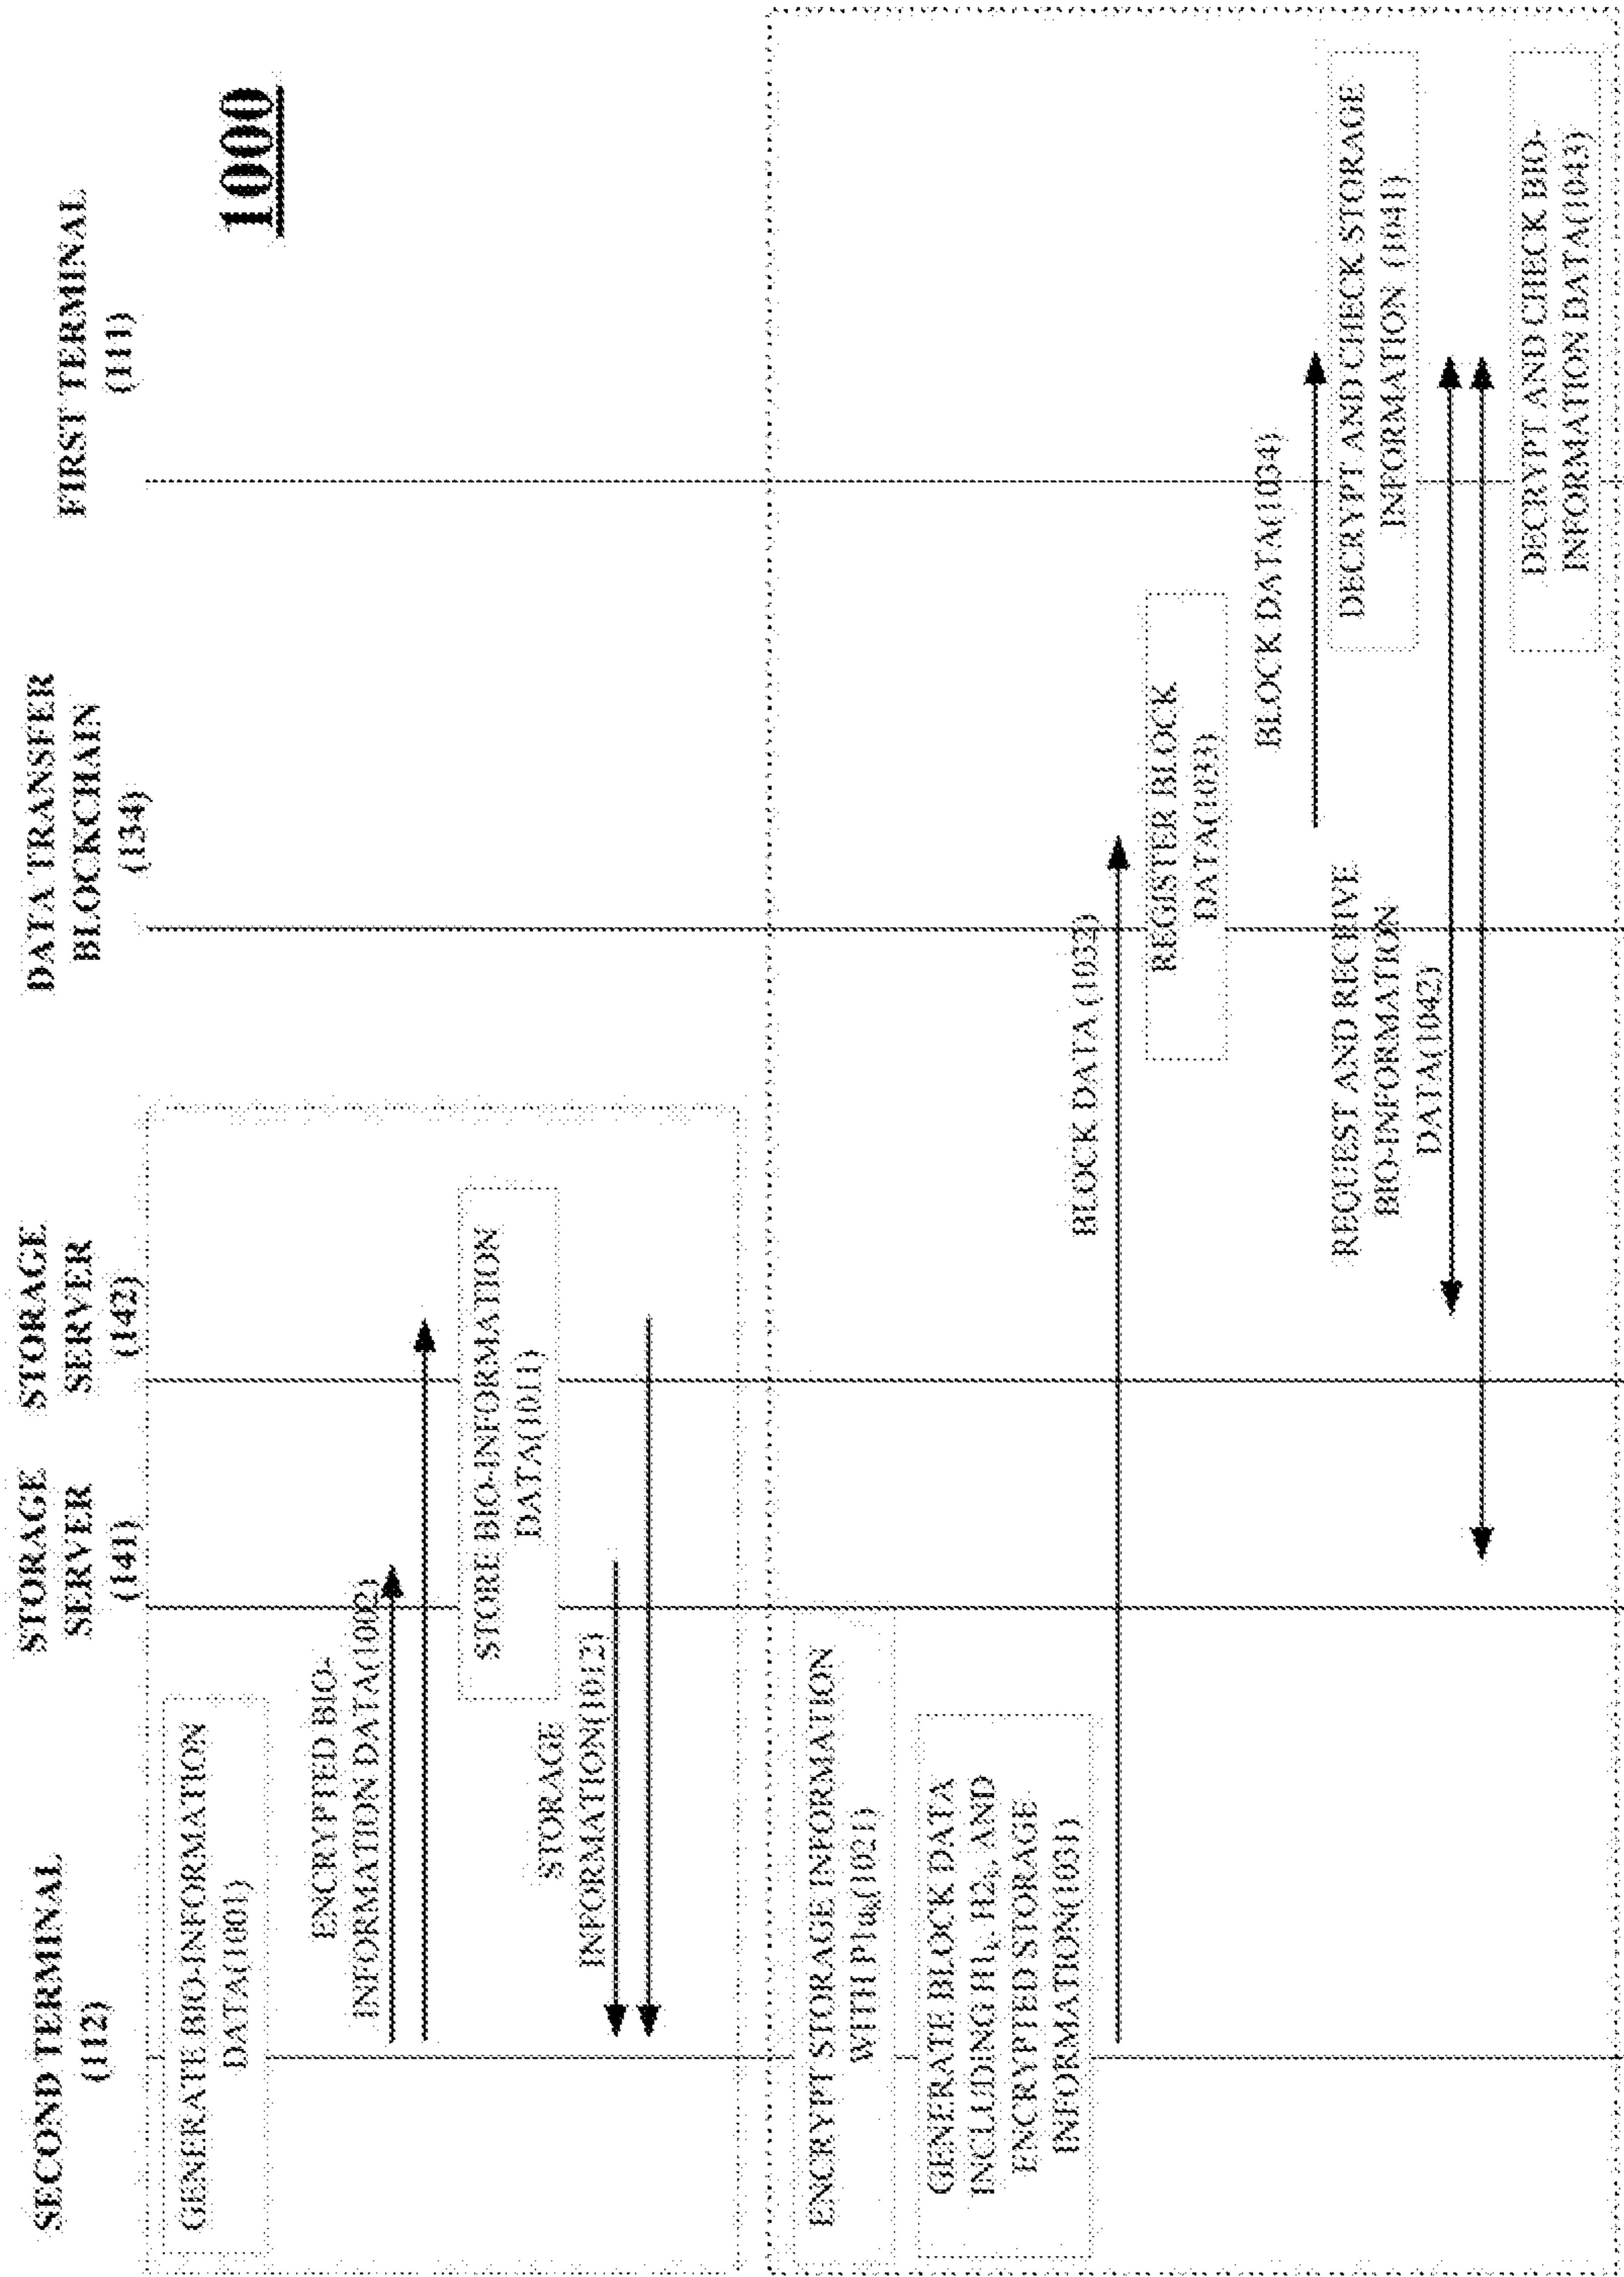 1000
SECOND TERMINAL
(112)
STORAGE
SERVER
(141)
STORAGE
SERVER
(142)
DATA TRANSFER
BLOCKCHAIN
(134)
FIRST TERMINAL
(111)
GENERATE BIO-INFORMATION
DATA(1001)
ENCRYPTED BIO-
INFORMATION DATA(1002)
STORE BIO-INFORMATION
DATA(1011)
STORAGE
INFORMATION(1012)
ENCRYPT STORAGE INFORMATION
WITH P1ag(1021)
GENERATE BLOCK DATA
INCLUDING H1k, H2k, AND
ENCRYPTED STORAGE
INFORMATION(1031)
BLOCK DATA (1032)
REGISTER BLOCK
DATA(1033)
BLOCK DATA(1034)
DECRYPT AND CHECK STORAGE
INFORMATION (1041)
REQUEST AND RECEIVE
BIO-INFORMATION
DATA(1042)
DECRYPT AND CHECK BIO-
INFORMATION DATA(1043)